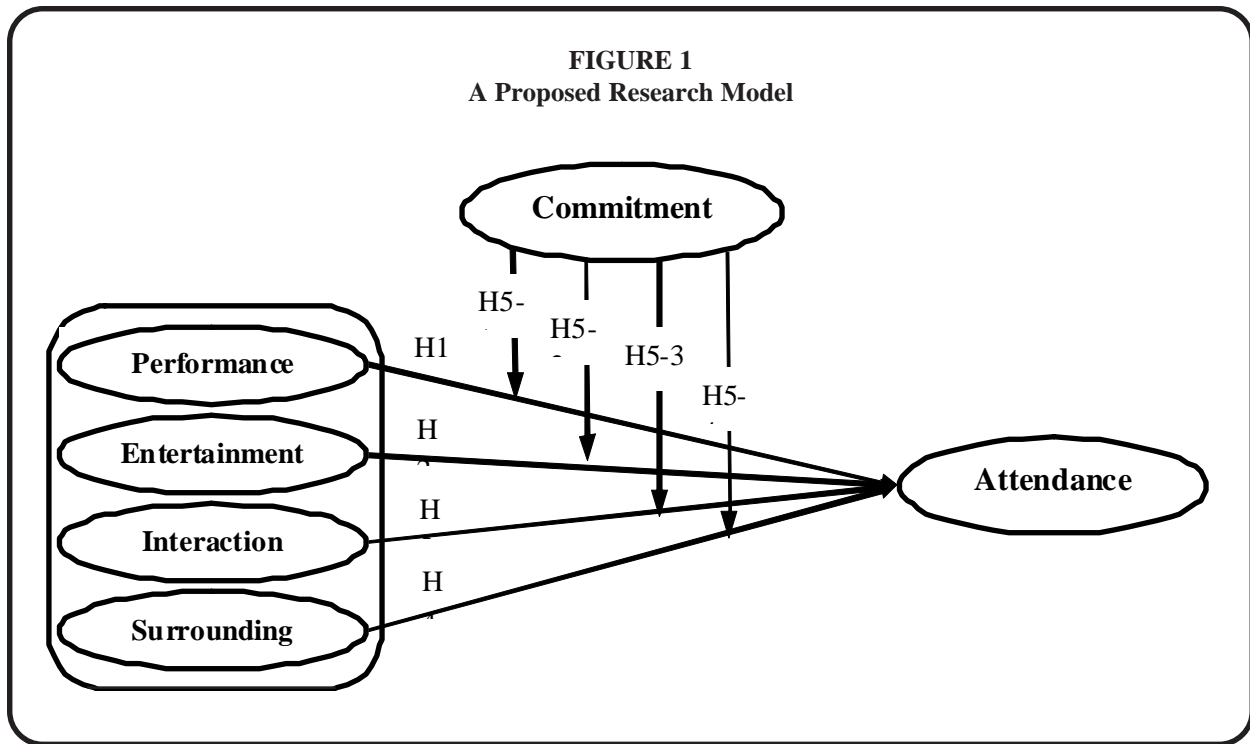 FIGURE 1
A Proposed Research Model
Commitment
H5-
H5-
H5-3
H5-
H1
Performance
H
Entertainment
H
Interaction
H
Surrounding
Attendance